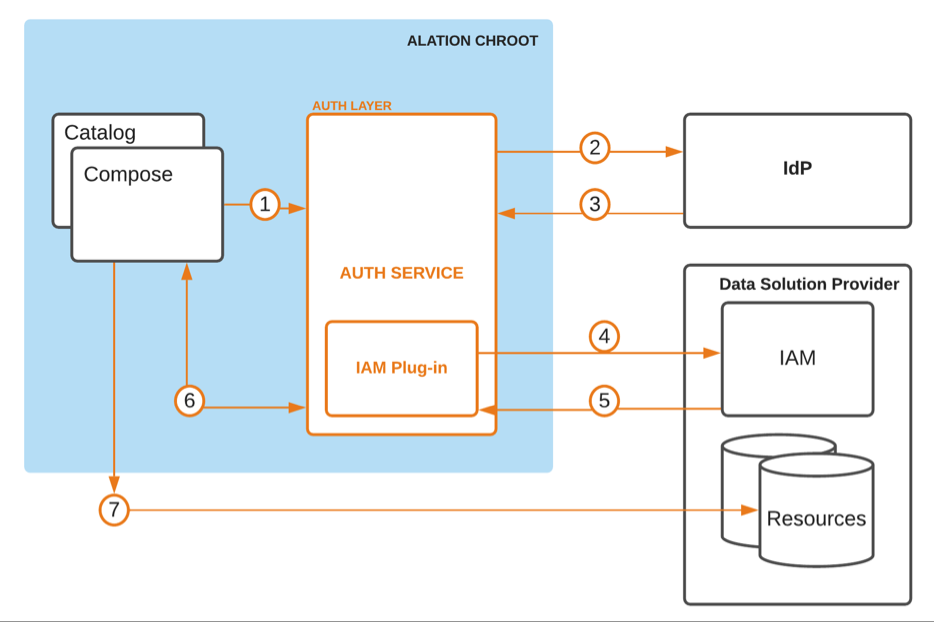 ALATION CHROOT
AUTH LAYER
Catalog
Compose
1
2
IdP
3
AUTH SERVICE
Data Solution Provider
4
IAM
IAM Plug-in
5
6
7
Resources